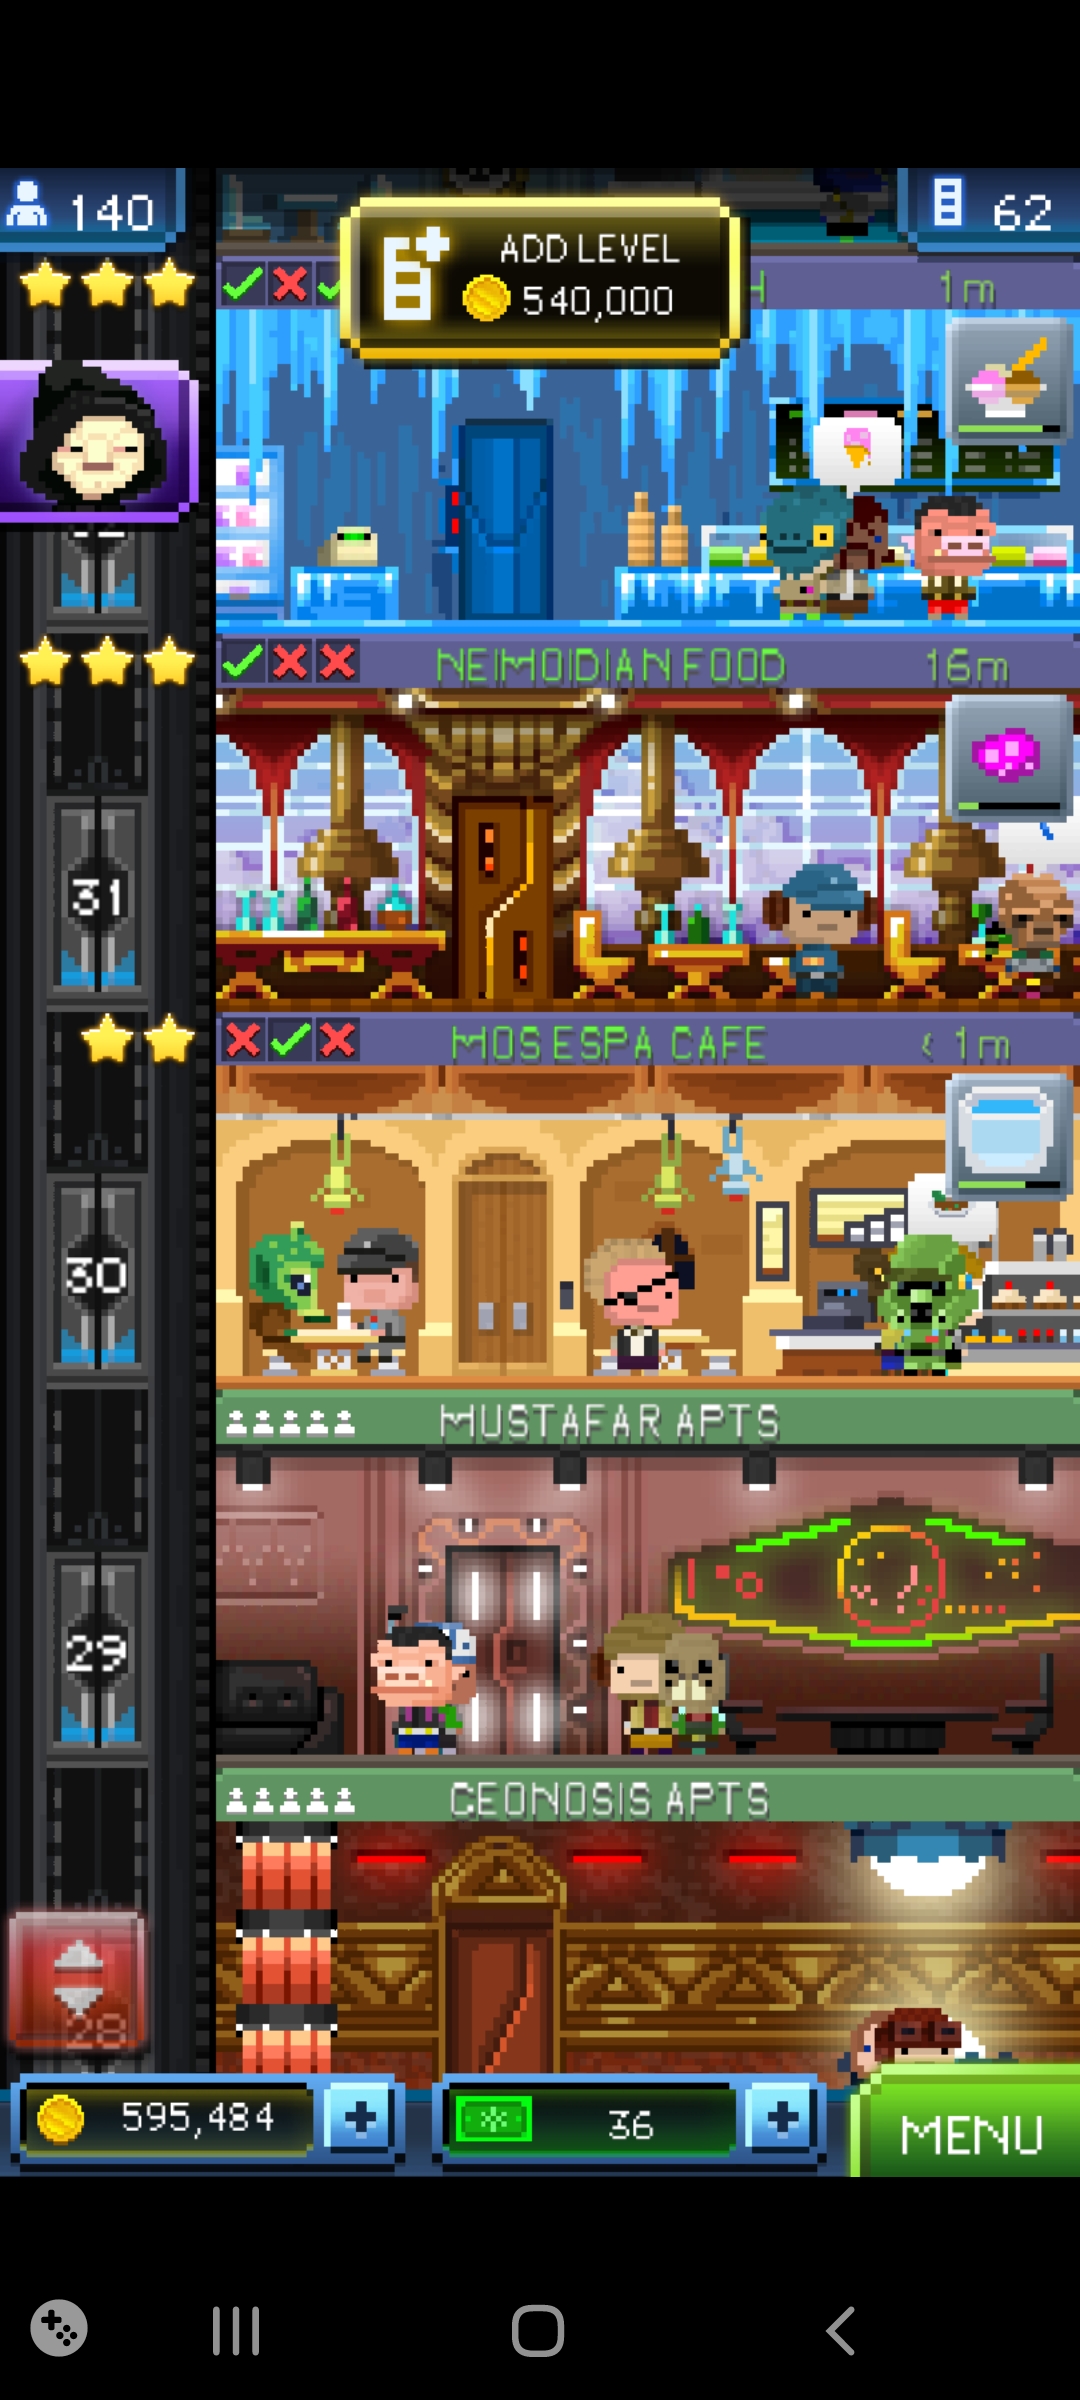 140
62
ADD LEVEL
540,000
H 1m
NEIMOIDIAN FOOD 16m
31
MOS ESPA CAFE < 1m
30
MUSTAFAR APTS
29
GEONOSIS APTS
28
595,484
36
MENU